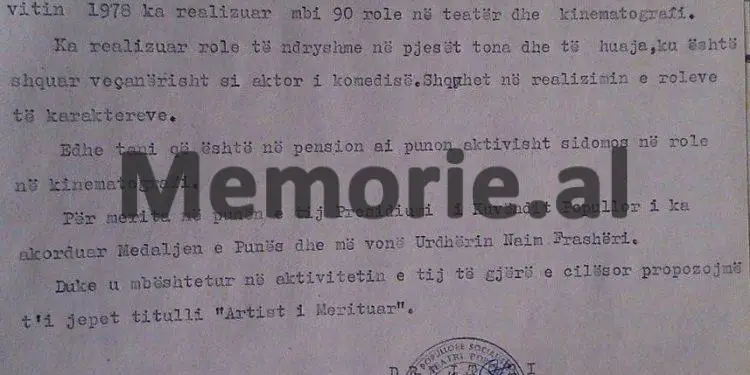 vitin 1978 ka realizuar mbi 90 role në teatër dhe kinematografi.
Ka realizuar role të ndryshme në pjesët tona dhe të huaja,ku është
shquar veçanërisht si aktor i komedisë.Shquhet në realizimin e roleve
të karaktereve.
Edhe tani që është në pension ai punon aktivisht sidomos në role
në kinematografi.
Memorie.al
Për merita në punën e tij Presidiumi i Kuvëndit Popullor i ka
akorduar Medaljen e Punës dhe më vonë Urdhërin Naim Frashëri.
Duke u mbështetur në aktivitetin e tij të gjërë e cilësor propozojmë
t'i jepet titulli "Artist i Merituar".
POPULLORE SOCIALISTE
TEATRI